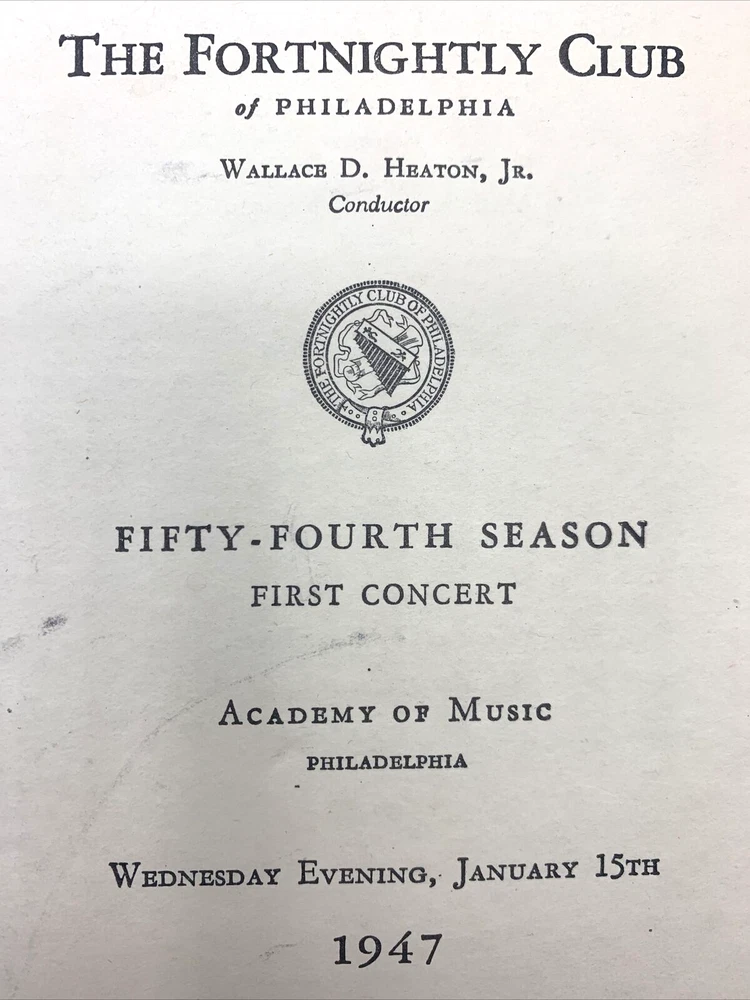 THE FORTNIGHTLY CLUB
of PHILADELPHIA
WALLACE D. HEATON, JR.
Conductor
THE FORTNIGHTLY CLUB OF PHILADELPHIA
FIFTY-FOURTH SEASON
FIRST CONCERT
ACADEMY OF MUSIC
PHILADELPHIA
WEDNESDAY EVENING, JANUARY 15TH
1947